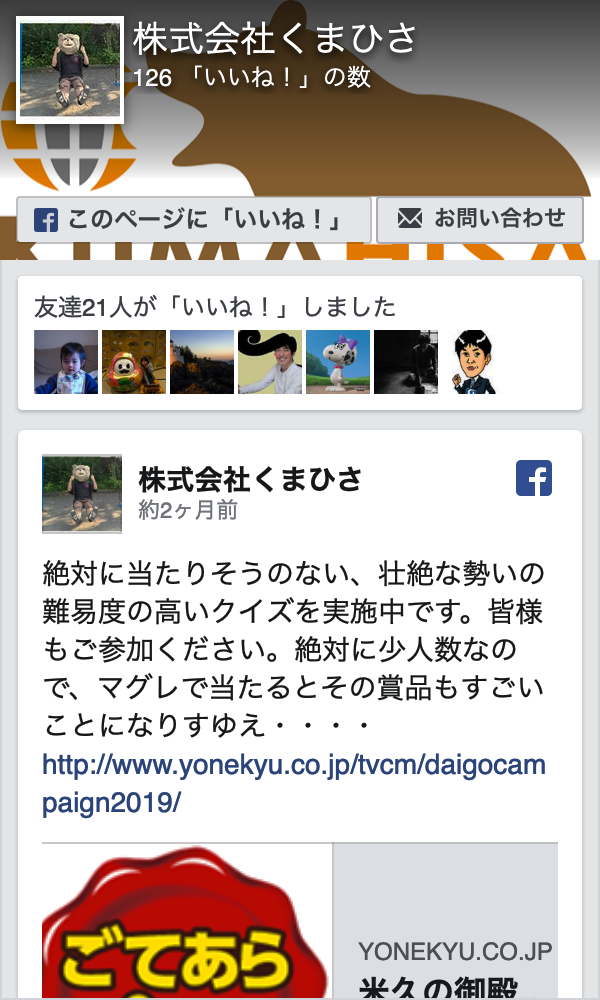 株式会社くまひさ
126 「いいね！」の数
このページに「いいね！」
お問い合わせ
KUMAHISA
友達21人が「いいね！」しました
株式会社くまひさ
約2ヶ月前
絶対に当たりそうのない、壮絶な勢いの
難易度の高いクイズを実施中です。皆様
もご参加ください。絶対に少人数なの
で、マグレで当たるとその賞品もすごい
ことになりすゆえ・・・・
http://www.yonekyu.co.jp/tvcm/daigocam
paign2019/
ごてあら
YONEKYU.CO.JP
米久の御殿